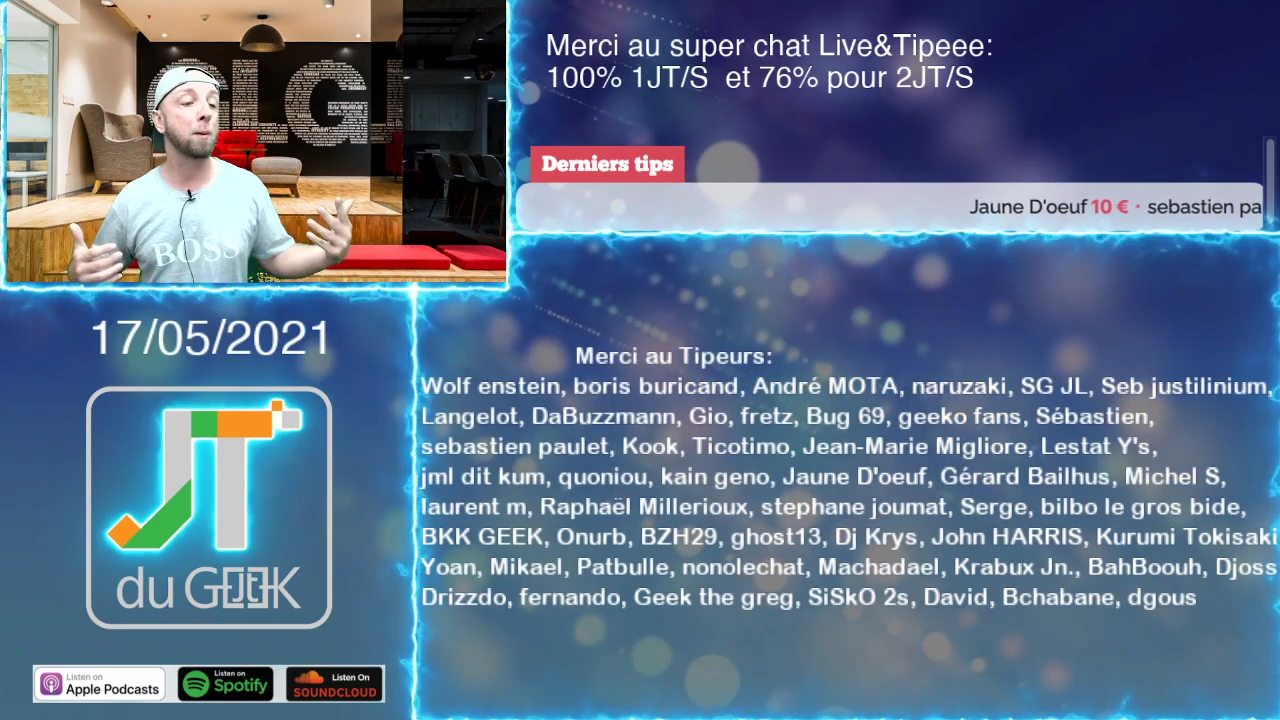 Merci au super chat Live&Tipeee:
100% 1JT/S et 76% pour 2JT/S
Derniers tips
Jaune D'oeuf 10 € · sebastien pa
BOSS
17/05/2021
JT
du GEEK
Merci au Tipeurs:
Wolf enstein, boris buricand, André MOTA, naruzaki, SG JL, Seb justilinium,
Langelot, DaBuzzmann, Gio, fretz, Bug 69, geeko fans, Sébastien,
sebastien paulet, Kook, Ticotimo, Jean-Marie Migliore, Lestat Y's,
jml dit kum, quoniou, kain geno, Jaune D'oeuf, Gérard Bailhus, Michel S,
laurent m, Raphaël Millerioux, stephane joumat, Serge, bilbo le gros bide,
BKK GEEK, Onurb, BZH29, ghost13, Dj Krys, John HARRIS, Kurumi Tokisaki
Yoan, Mikael, Patbulle, nonolechat, Machadael, Krabux Jn., BahBoouh, Djoss
Drizzdo, fernando, Geek the greg, SiSkO 2s, David, Bchabane, dgous
Listen on
Apple Podcasts
Listen on
Spotify
Listen On
SOUNDCLOUD